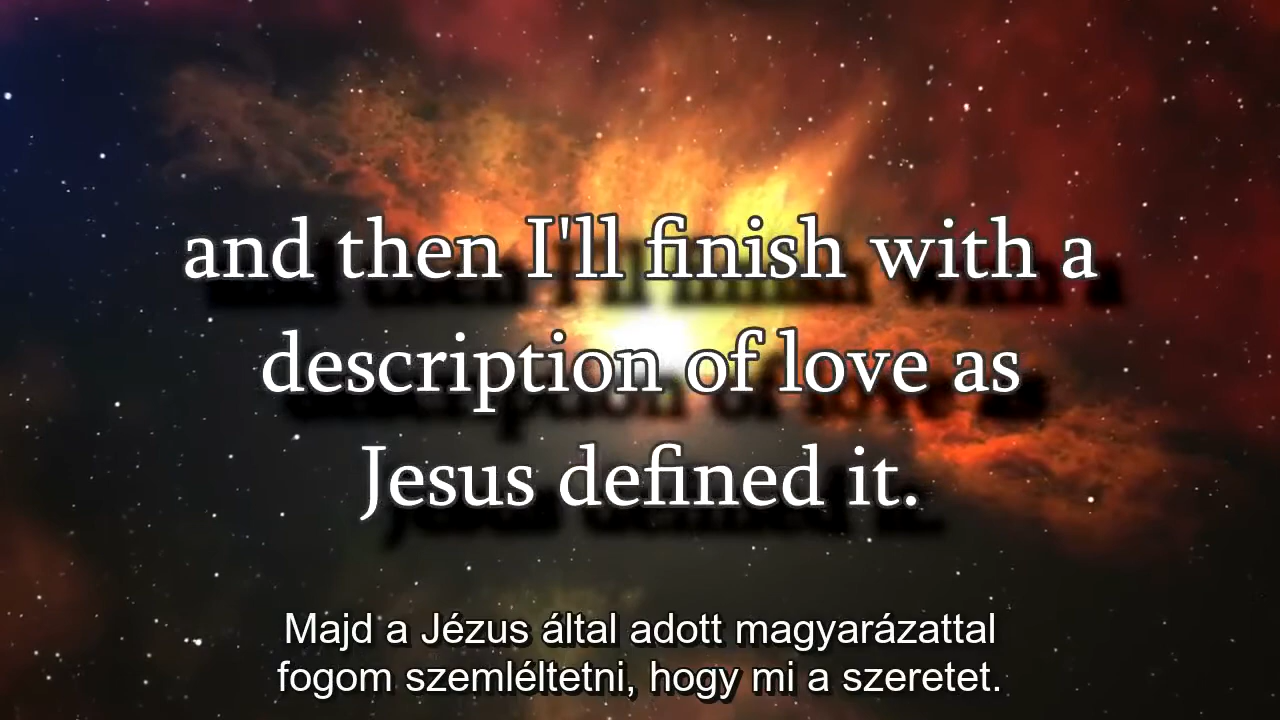 and then I'll finish with a
description of love as
Jesus defined it.
Majd a Jézus által adott magyarázattal
fogom szemléltetni, hogy mi a szeretet.